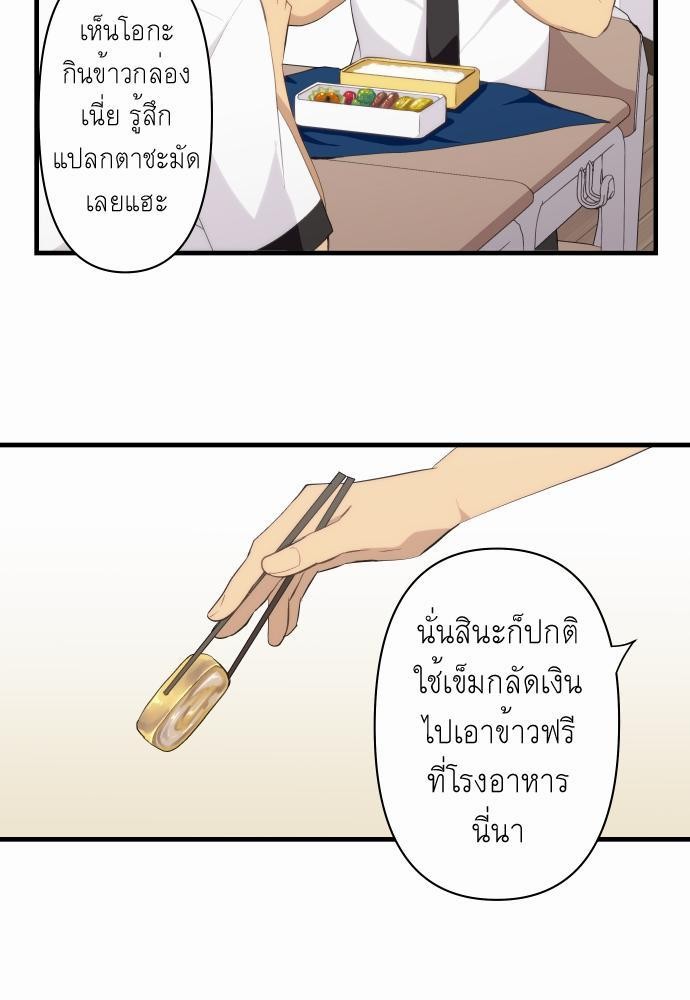 เห็นโอกะ
กินข้าวกล่อง
เนี่ย รู้สึก
แปลกตาชะมัด
เลยแฮะ
นั่นสินะก็ปกติ
ใช้เข็มกลัดเงิน
ไปเอาข้าวฟรี
ที่โรงอาหาร
นี่นา